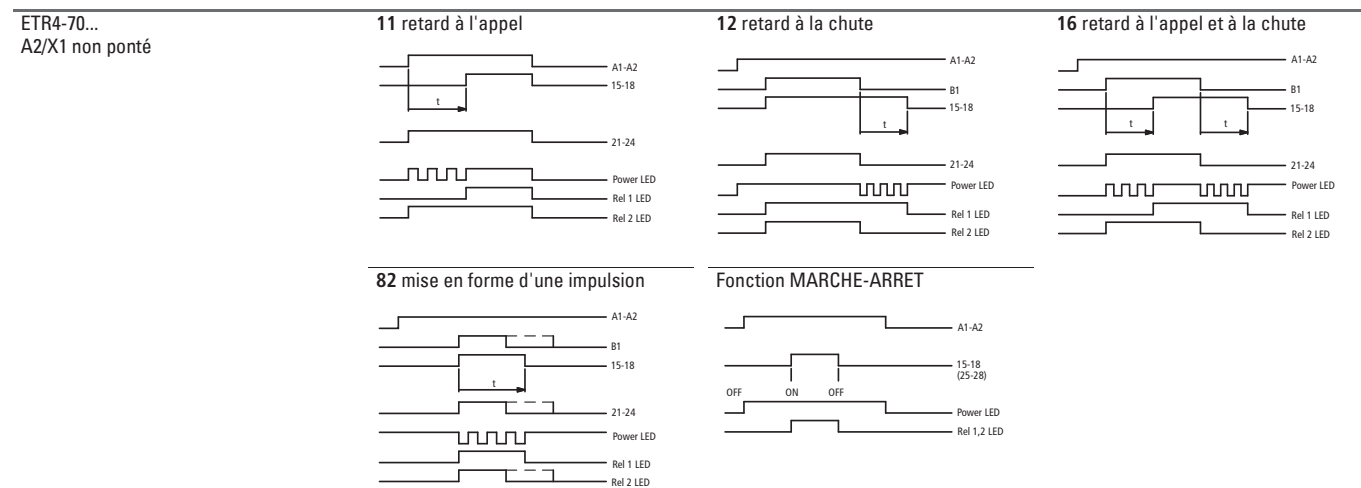 ETR4-70...
A2/X1 non ponté
11 retard à l'appel
A1-A2
15-18
t
21-24
Power LED
Rel 1 LED
Rel 2 LED
12 retard à la chute
A1-A2
B1
15-18
t
21-24
Power LED
Rel 1 LED
Rel 2 LED
16 retard à l'appel et à la chute
A1-A2
B1
15-18
t t
21-24
Power LED
Rel 1 LED
Rel 2 LED
82 mise en forme d'une impulsion
A1-A2
B1
15-18
t
21-24
Power LED
Rel 1 LED
Rel 2 LED
Fonction MARCHE-ARRET
A1-A2
15-18
(25-28)
OFF ON OFF
Power LED
Rel 1,2 LED